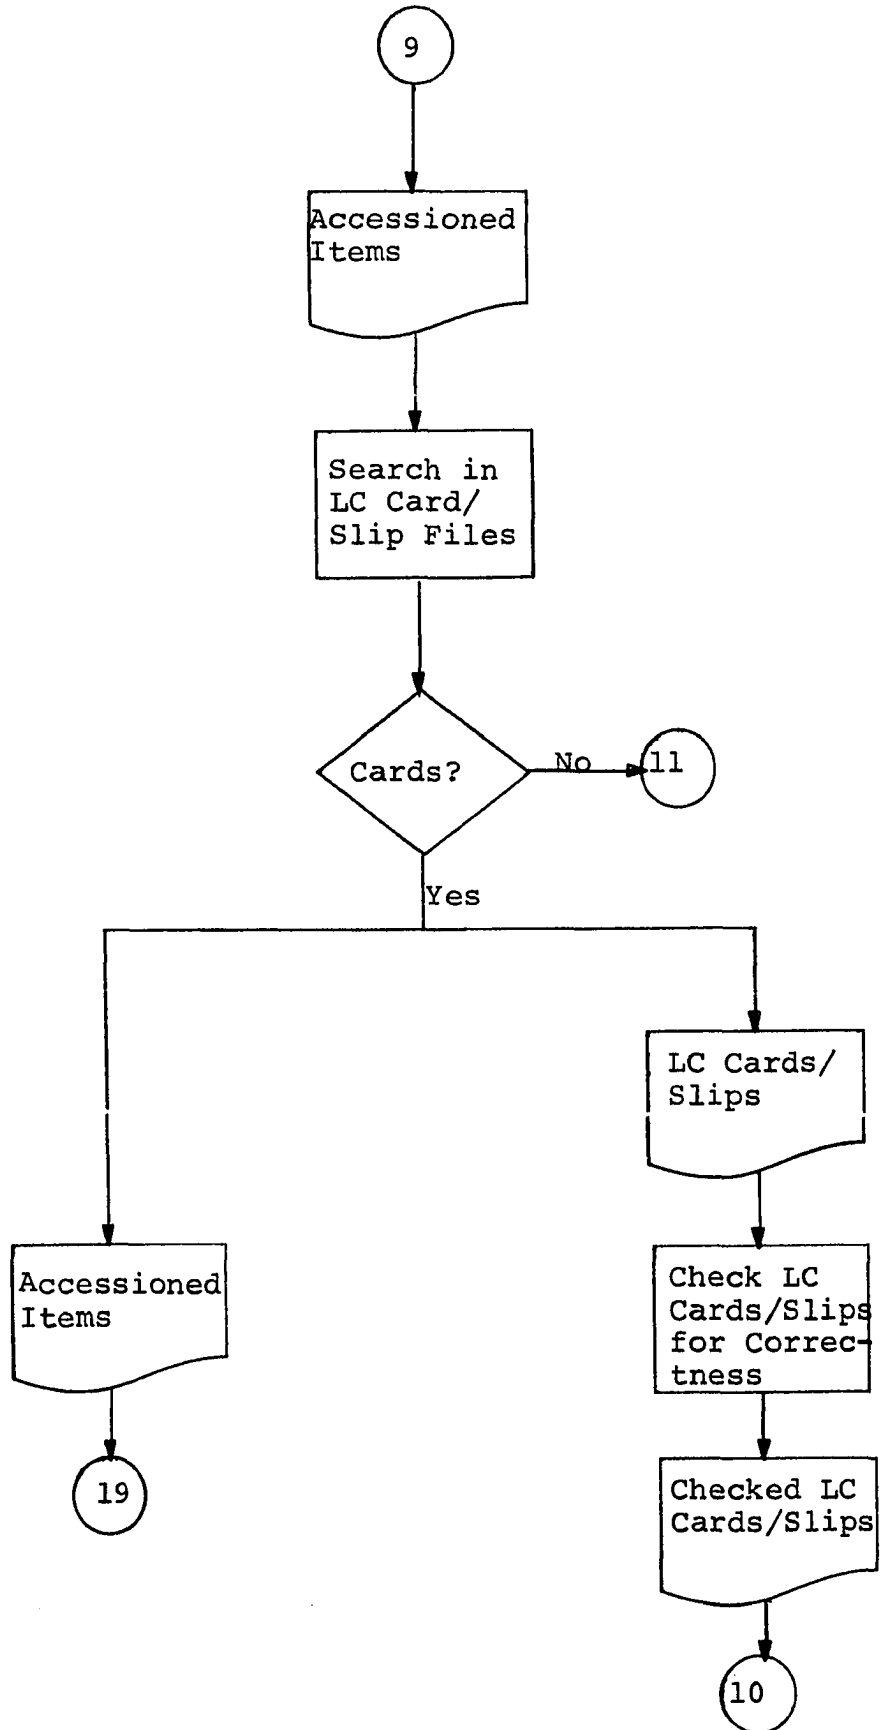 9
Accessioned
Items
Search in
LC Card/
Slip Files
Cards?
No
11
Yes
LC Cards/
Slips
Accessioned
Items
Check LC
Cards/Slips
for Correc-
tness
19
Checked LC
Cards/Slips
10